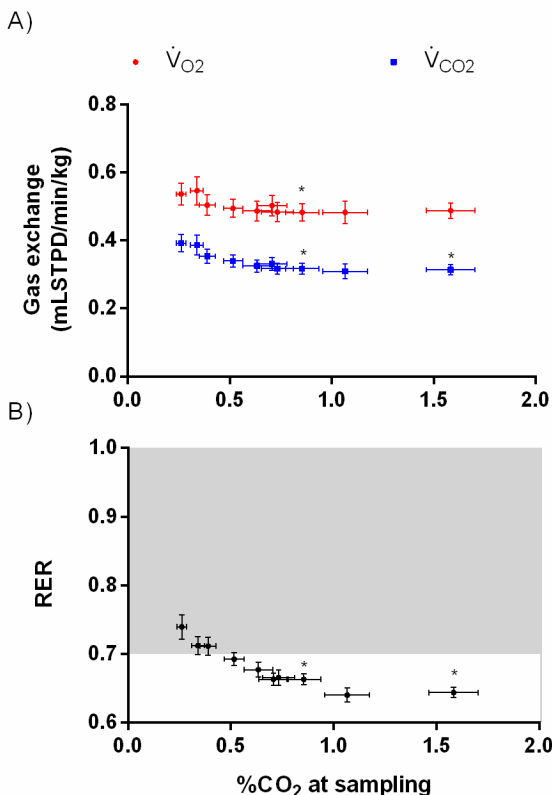 A)
V̇O2 V̇CO2
Gas exchange
(mLSTPD/min/kg)
0.8
0.6
*
0.4
* *
0.2
0.0
0.0 0.5 1.0 1.5 2.0
B)
RER
1.0
0.9
0.8
0.7
* *
0.6
0.0 0.5 1.0 1.5 2.0
%CO2 at sampling